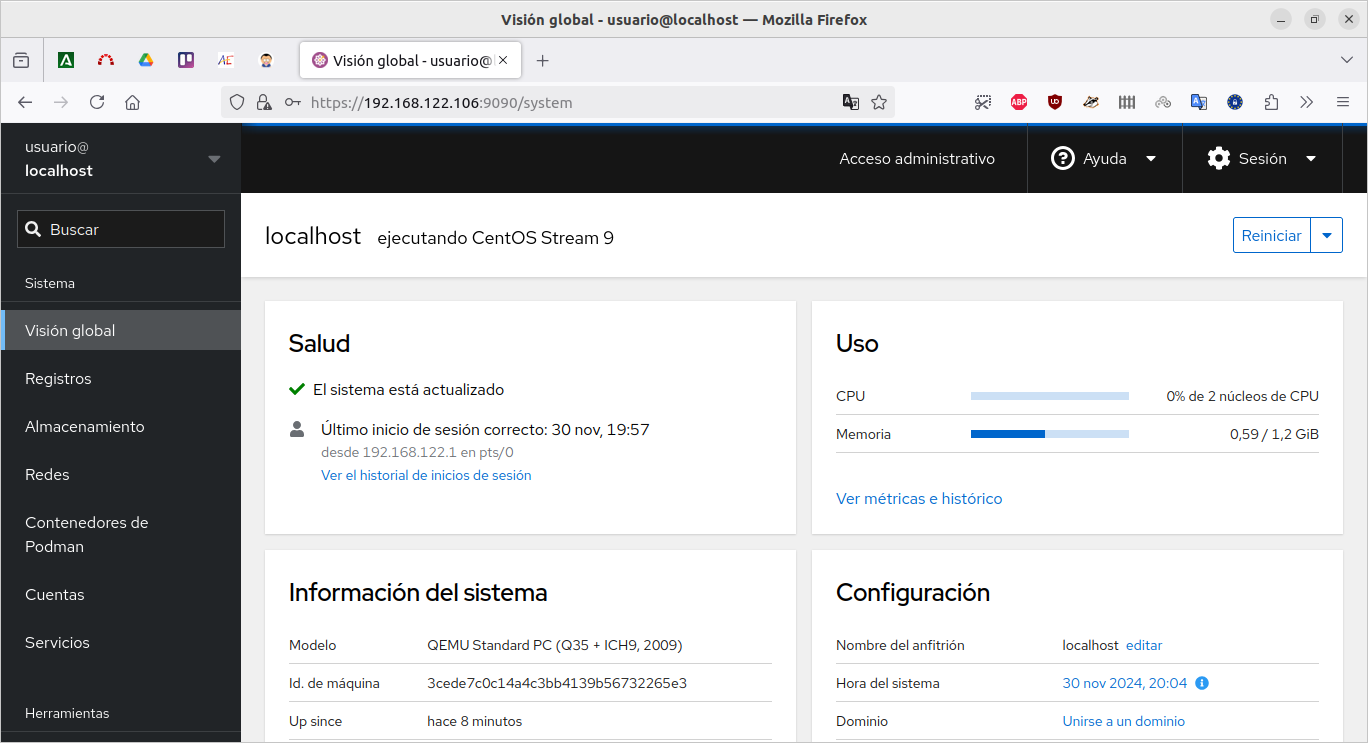 Visión global - usuario@localhost — Mozilla Firefox
Visión global - usuario@
https://192.168.122.106:9090/system
usuario@
localhost
Acceso administrativo
Ayuda
Sesión
Buscar
localhost ejecutando CentOS Stream 9
Reiniciar
Sistema
Visión global
Registros
Almacenamiento
Redes
Contenedores de
Podman
Cuentas
Servicios
Herramientas
Salud
El sistema está actualizado
Último inicio de sesión correcto: 30 nov, 19:57
desde 192.168.122.1 en pts/0
Ver el historial de inicios de sesión
Uso
CPU 0% de 2 núcleos de CPU
Memoria 0,59 / 1,2 GiB
Ver métricas e histórico
Información del sistema
Modelo QEMU Standard PC (Q35 + ICH9, 2009)
Id. de máquina 3cede7c0c14a4c3bb4139b56732265e3
Up since hace 8 minutos
Configuración
Nombre del anfitrión localhost editar
Hora del sistema 30 nov 2024, 20:04
Dominio Unirse a un dominio